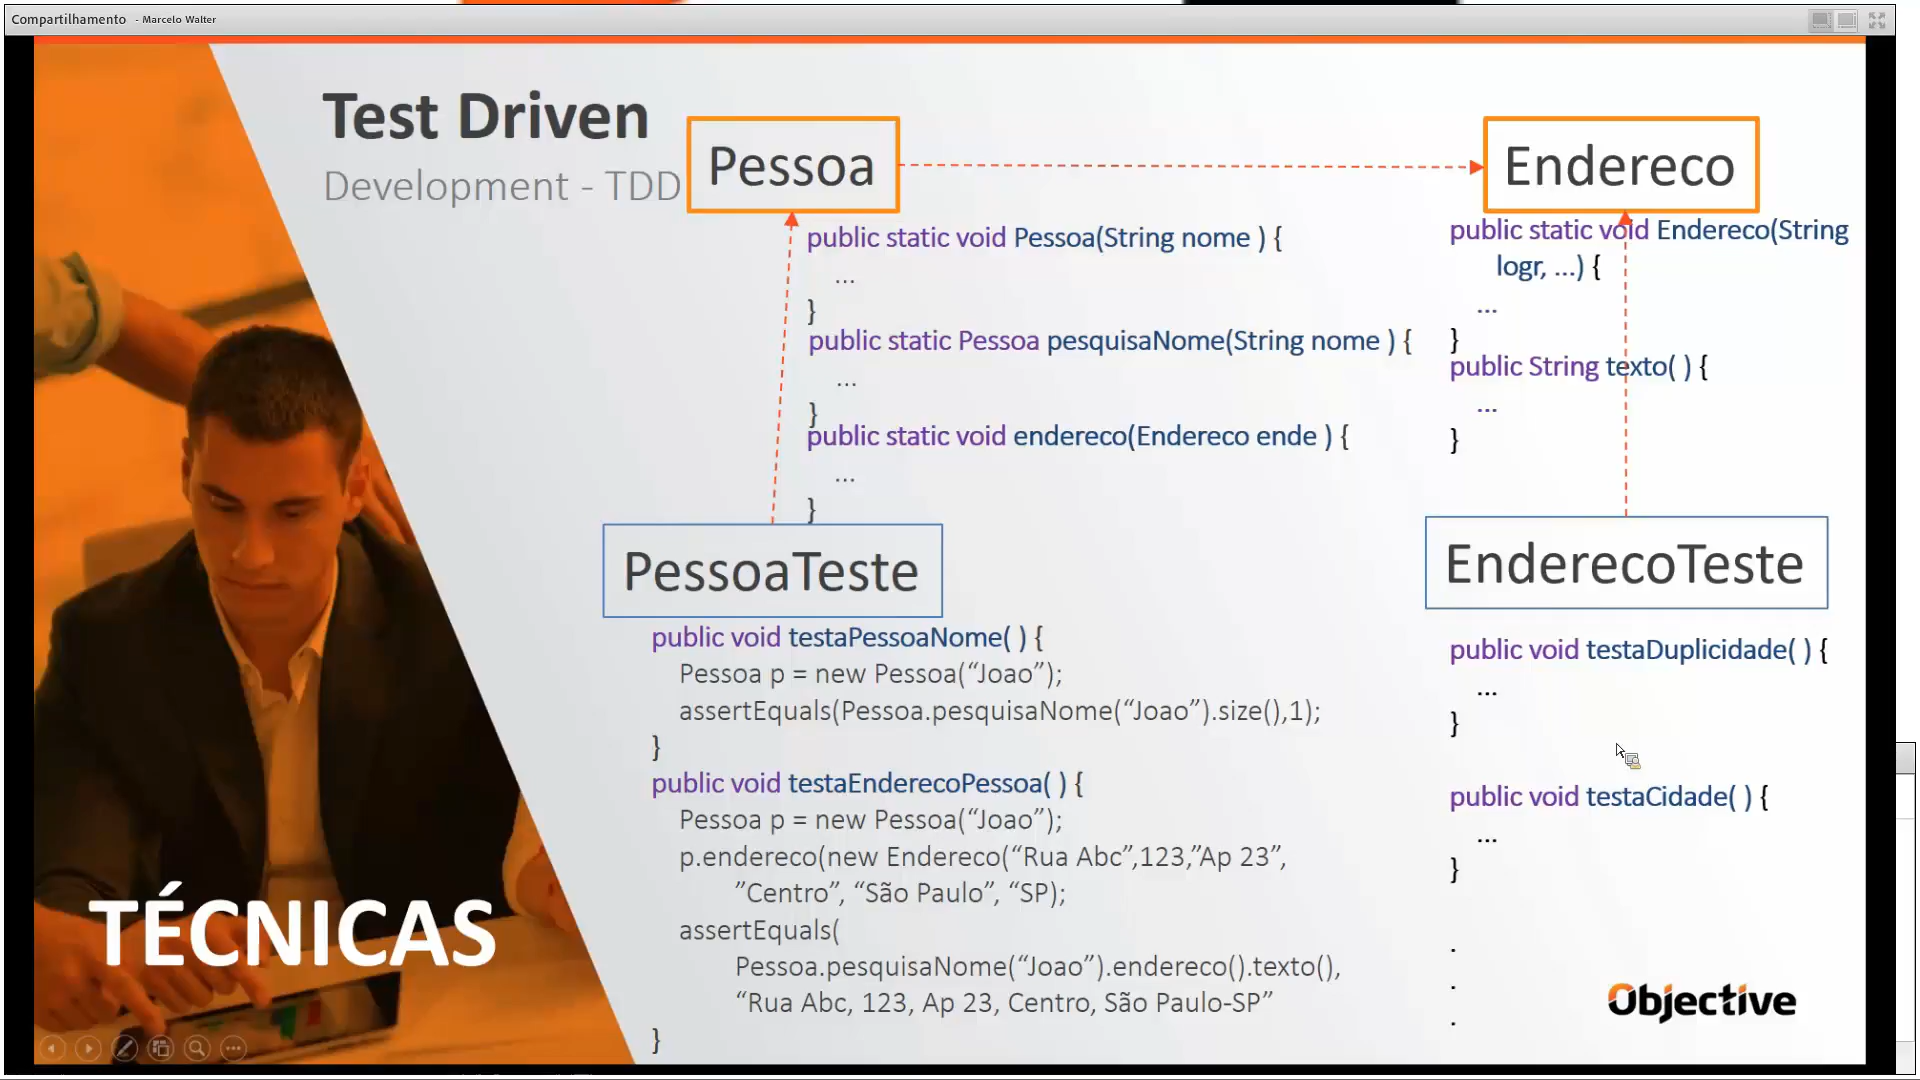 Compartilhamento - Marcelo Walter
Test Driven
Development - TDD
Pessoa
public static void Pessoa(String nome ) {
...
}
public static Pessoa pesquisaNome(String nome ) {
...
}
public static void endereco(Endereco ende ) {
...
}
Endereco
public static void Endereco(String
logr, ...) {
...
}
public String texto( ) {
...
}
PessoaTeste
public void testaPessoaNome( ) {
Pessoa p = new Pessoa(“Joao”);
assertEquals(Pessoa.pesquisaNome(“Joao”).size(),1);
}
public void testaEnderecoPessoa( ) {
Pessoa p = new Pessoa(“Joao”);
p.endereco(new Endereco(“Rua Abc”,123,”Ap 23”,
”Centro”, “São Paulo”, “SP);
assertEquals(
Pessoa.pesquisaNome(“Joao”).endereco().texto(),
“Rua Abc, 123, Ap 23, Centro, São Paulo-SP”
}
EnderecoTeste
public void testaDuplicidade( ) {
...
}
public void testaCidade( ) {
...
}
.
.
.
TÉCNICAS
Objective